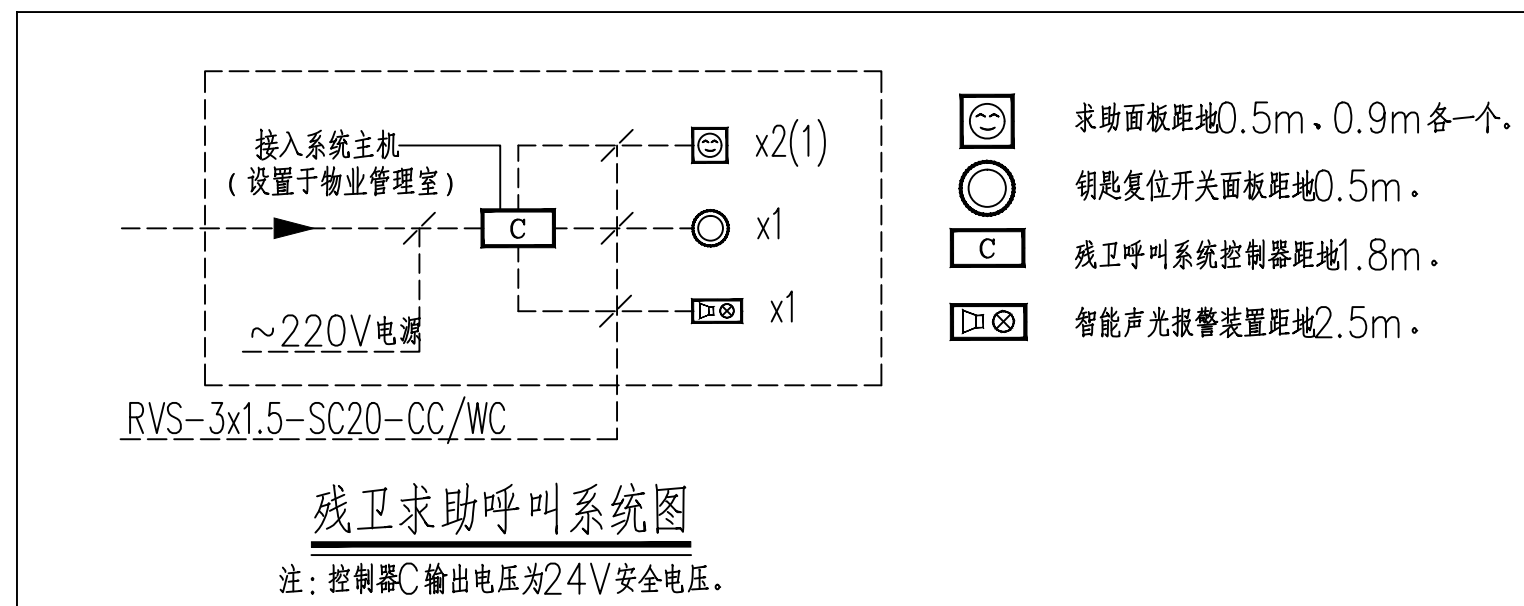 接入系统主机
(设置于物业管理室)
x2(1)
C
x1
x1
~220V电源
RVS-3x1.5-SC20-CC/WC
残卫求助呼叫系统图
注:控制器C输出电压为24V安全电压。
求助面板距地0.5m、0.9m各一个。
钥匙复位开关面板距地0.5m。
C
残卫呼叫系统控制器距地1.8m。
智能声光报警装置距地2.5m。